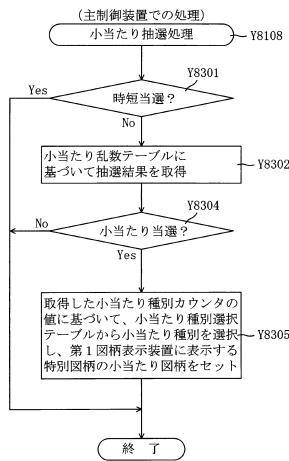 (主制御装置での処理)
小当たり抽選処理
Y8108
Y8301
時短当選?
Yes
No
小当たり乱数テーブルに
基づいて抽選結果を取得
Y8302
Y8304
小当たり当選?
No
Yes
取得した小当たり種別カウンタの
値に基づいて、小当たり種別選択
テーブルから小当たり種別を選択
し、第1図柄表示装置に表示する
特別図柄の小当たり図柄をセット
Y8305
終 了